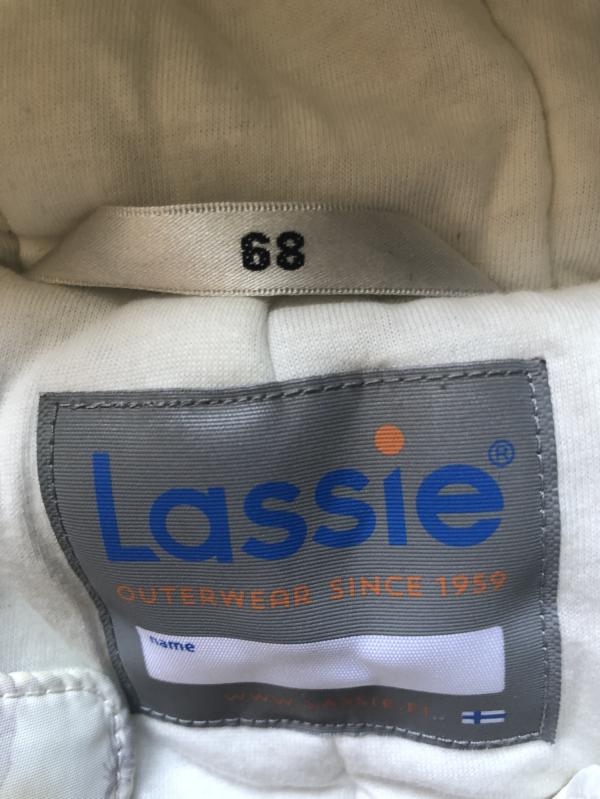 68
Lassie®
OUTERWEAR SINCE 1959
name
WWW.LASSIE.FI